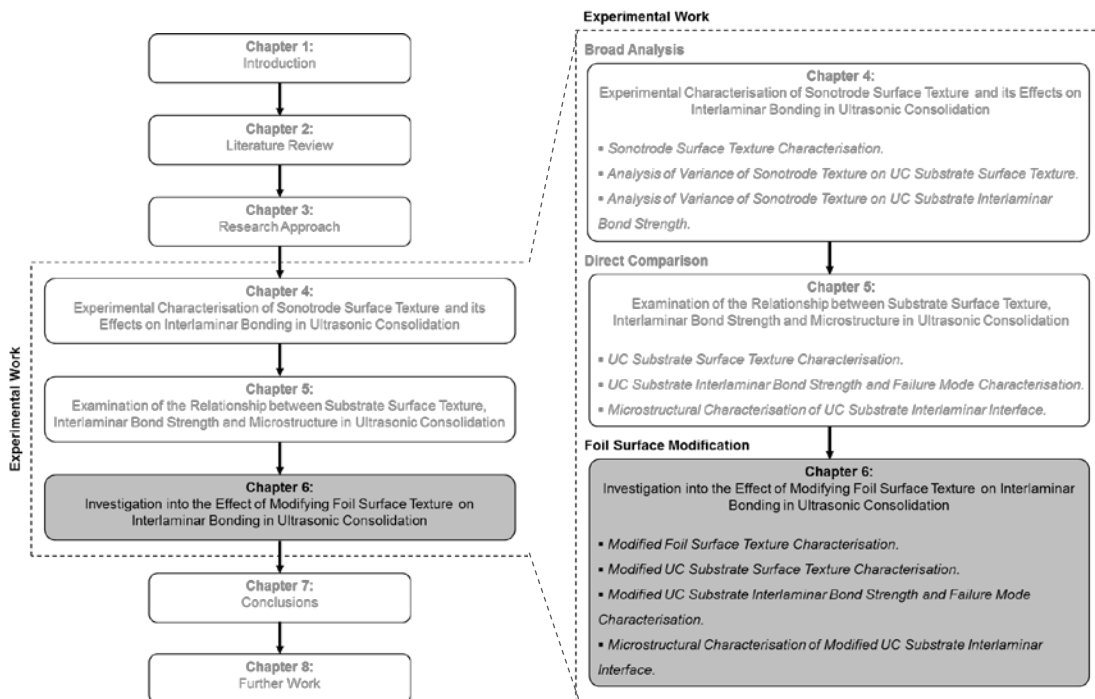 Chapter 1:
Introduction
Chapter 2:
Literature Review
Chapter 3:
Research Approach
Experimental Work
Chapter 4:
Experimental Characterisation of Sonotrode Surface Texture and its
Effects on Interlaminar Bonding in Ultrasonic Consolidation
Chapter 5:
Examination of the Relationship between Substrate Surface Texture,
Interlaminar Bond Strength and Microstructure in Ultrasonic Consolidation
Chapter 6:
Investigation into the Effect of Modifying Foil Surface Texture on
Interlaminar Bonding in Ultrasonic Consolidation
Chapter 7:
Conclusions
Chapter 8:
Further Work
Experimental Work
Broad Analysis
Chapter 4:
Experimental Characterisation of Sonotrode Surface Texture and its Effects on
Interlaminar Bonding in Ultrasonic Consolidation
▪ Sonotrode Surface Texture Characterisation.
▪ Analysis of Variance of Sonotrode Texture on UC Substrate Surface Texture.
▪ Analysis of Variance of Sonotrode Texture on UC Substrate Interlaminar
Bond Strength.
Direct Comparison
Chapter 5:
Examination of the Relationship between Substrate Surface Texture,
Interlaminar Bond Strength and Microstructure in Ultrasonic Consolidation
▪ UC Substrate Surface Texture Characterisation.
▪ UC Substrate Interlaminar Bond Strength and Failure Mode Characterisation.
▪ Microstructural Characterisation of UC Substrate Interlaminar Interface.
Foil Surface Modification
Chapter 6:
Investigation into the Effect of Modifying Foil Surface Texture on Interlaminar
Bonding in Ultrasonic Consolidation
▪ Modified Foil Surface Texture Characterisation.
▪ Modified UC Substrate Surface Texture Characterisation.
▪ Modified UC Substrate Interlaminar Bond Strength and Failure Mode
Characterisation.
▪ Microstructural Characterisation of Modified UC Substrate Interlaminar
Interface.